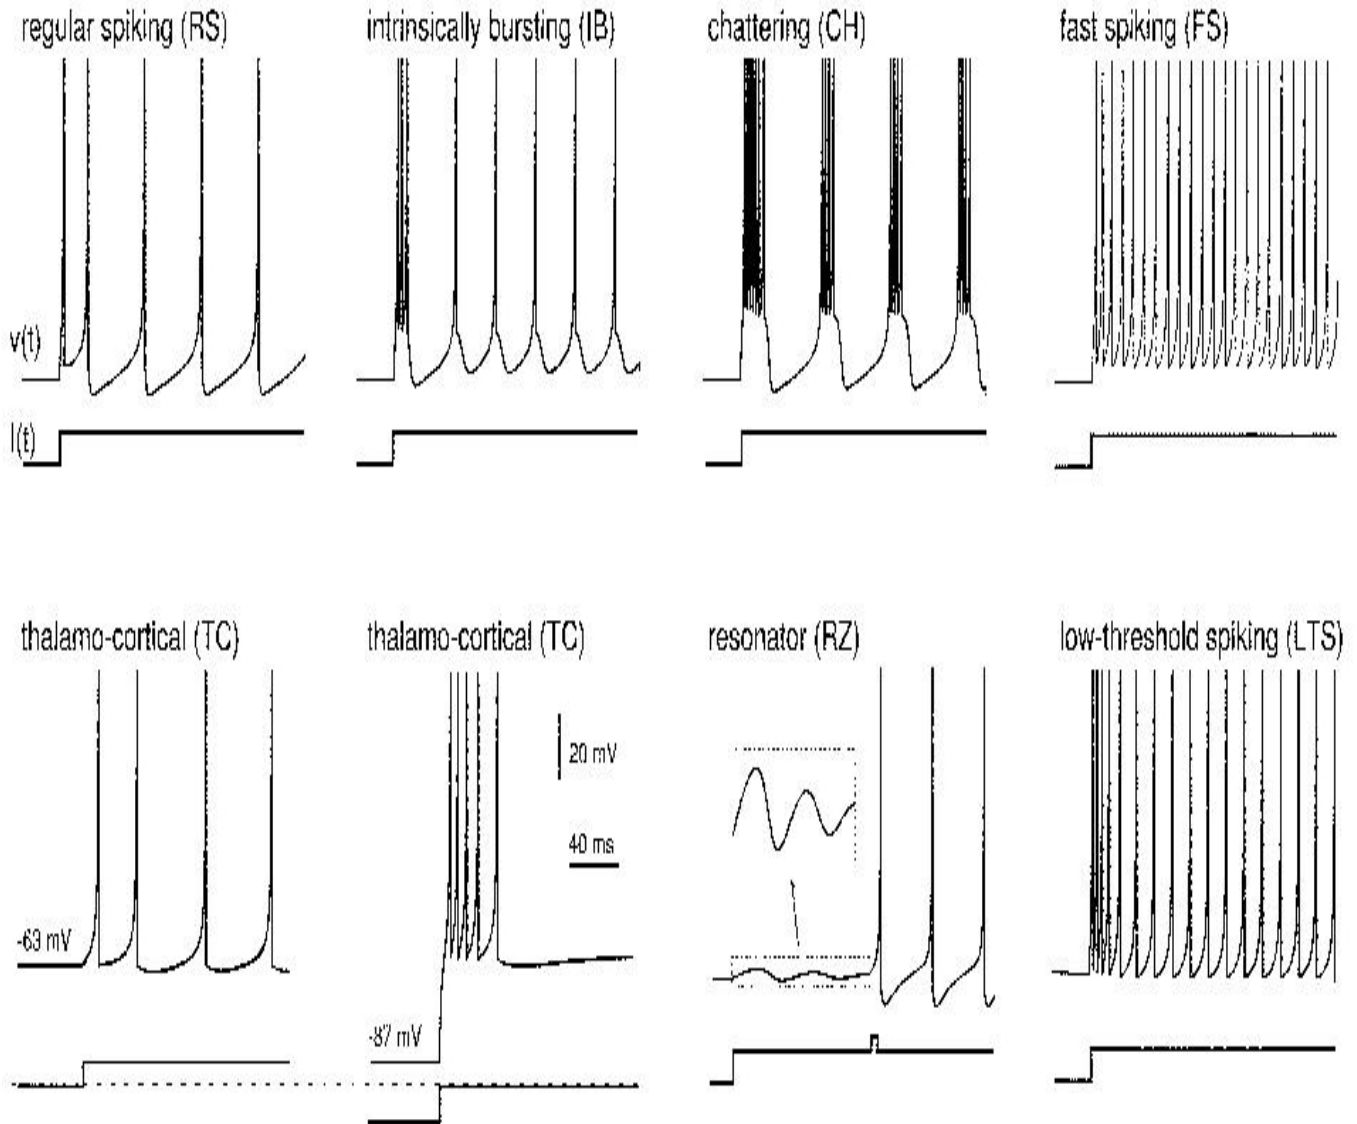 regular spiking (RS)
intrinsically bursting (IB)
chattering (CH)
fast spiking (FS)
v(t)
I(t)
thalamo-cortical (TC)
thalamo-cortical (TC)
resonator (RZ)
low-threshold spiking (LTS)
20 mV
40 ms
-63 mV
-87 mV